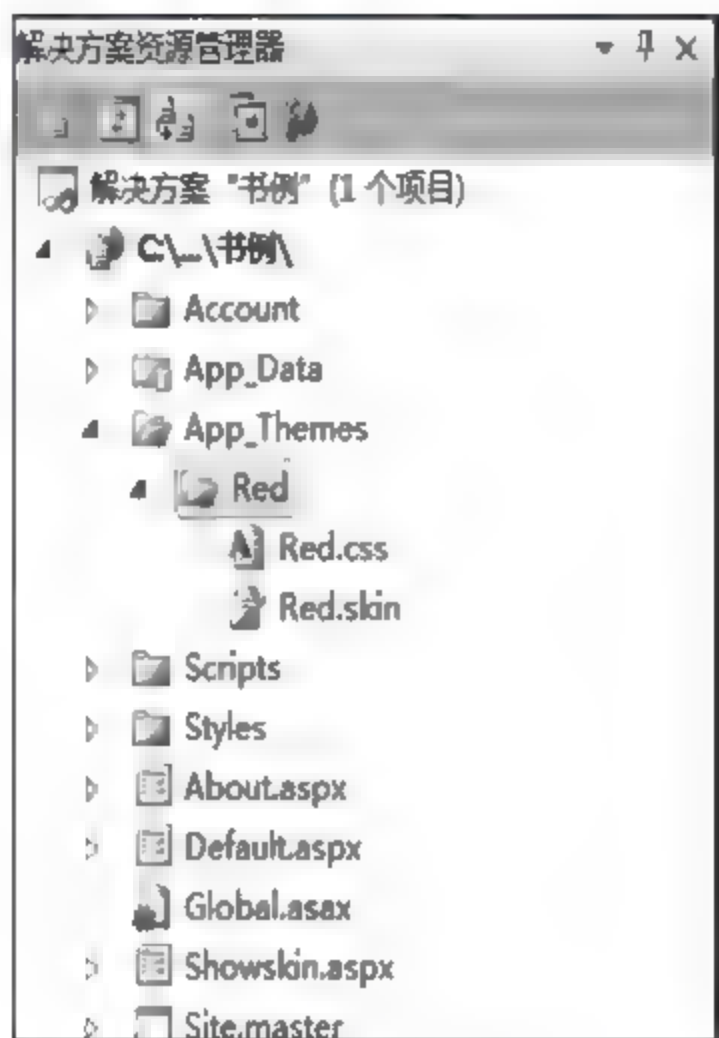 解决方案资源管理器
解决方案 "书例" (1 个项目)
C:\...\书例\
Account
App_Data
App_Themes
Red
Red.css
Red.skin
Scripts
Styles
About.aspx
Default.aspx
Global.asax
Showskin.aspx
Site.master